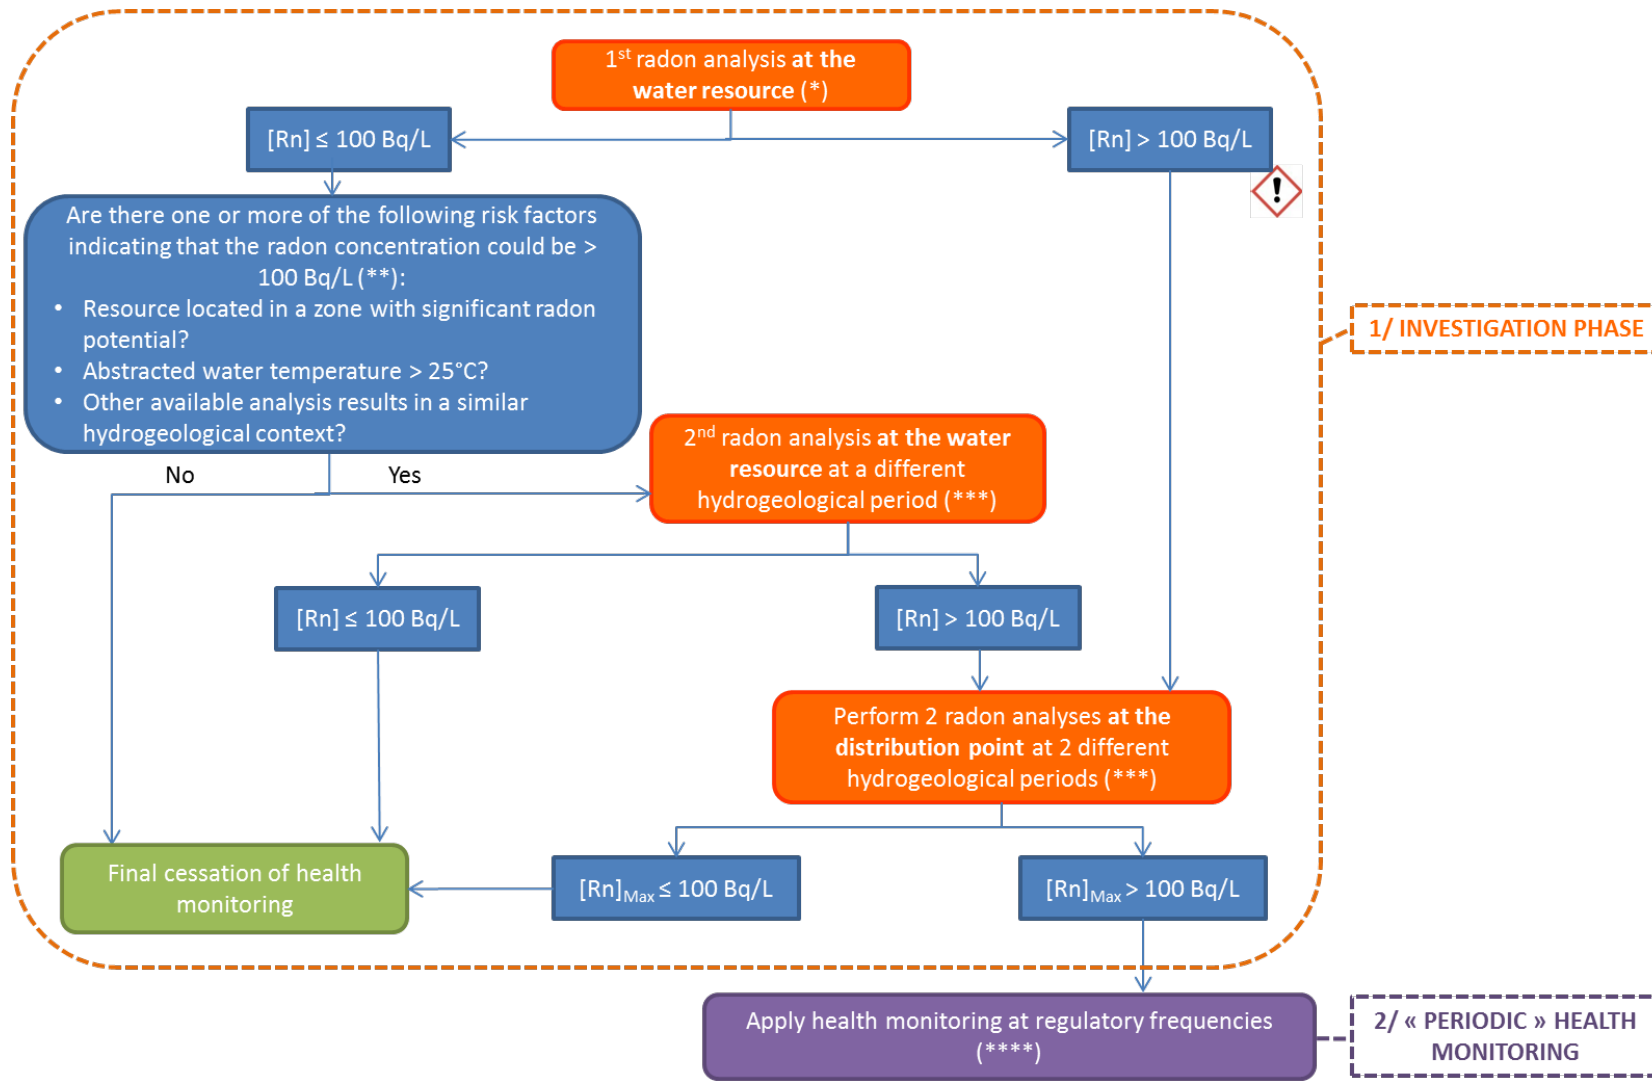 1st radon analysis at the
water resource (*)
[Rn] ≤ 100 Bq/L
[Rn] > 100 Bq/L
!
Are there one or more of the following risk factors
indicating that the radon concentration could be >
100 Bq/L (**):
• Resource located in a zone with significant radon
potential?
• Abstracted water temperature > 25°C?
• Other available analysis results in a similar
hydrogeological context?
1/ INVESTIGATION PHASE
No
Yes
2nd radon analysis at the water
resource at a different
hydrogeological period (***)
[Rn] ≤ 100 Bq/L
[Rn] > 100 Bq/L
Perform 2 radon analyses at the
distribution point at 2 different
hydrogeological periods (***)
Final cessation of health
monitoring
[Rn]Max ≤ 100 Bq/L
[Rn]Max > 100 Bq/L
Apply health monitoring at regulatory frequencies
(****)
2/ « PERIODIC » HEALTH
MONITORING